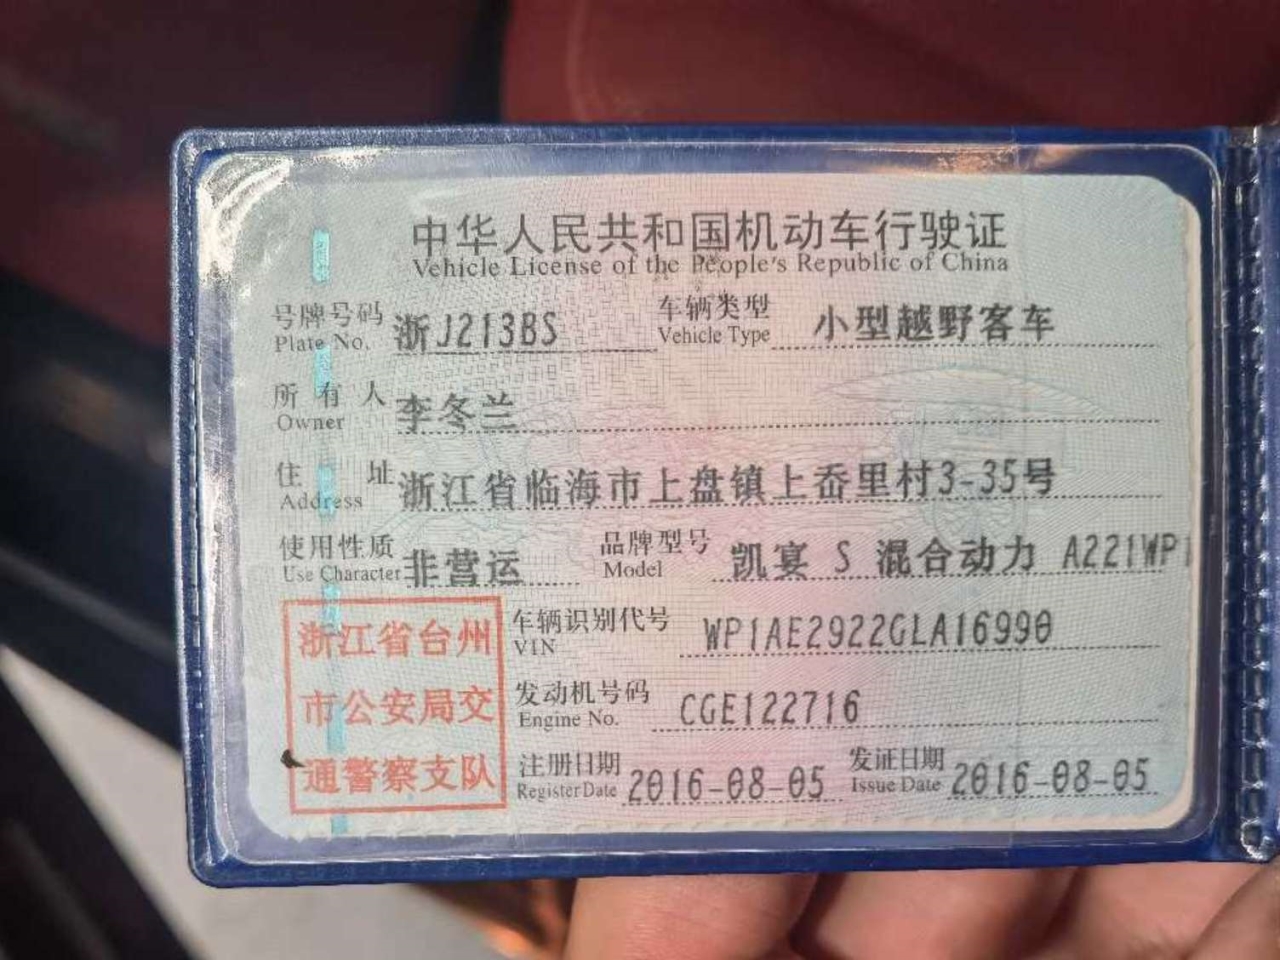 中华人民共和国机动车行驶证
Vehicle License of the People's Republic of China
号牌号码 浙J213BS 车辆类型 小型越野客车
Plate No. Vehicle Type
所有人 李冬兰
Owner
住址 浙江省临海市上盘镇上岙里村3-35号
Address
使用性质 非营运 品牌型号 凯宴 S 混合动力 A221WP1
Use Character Model
浙江省台州
市公安局交
通警察支队
车辆识别代号 WP1AE2922GLA16990
VIN
发动机号码 CGE122716
Engine No.
注册日期 2016-08-05 发证日期 2016-08-05
Register Date Issue Date